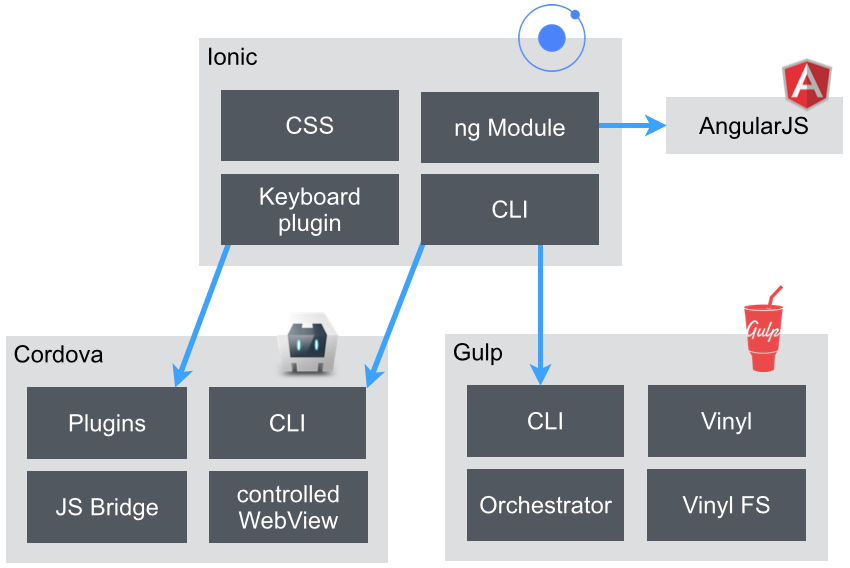 Ionic
CSS
ng Module
AngularJS
Keyboard
plugin
CLI
Cordova
Gulp
Gulp
Plugins
CLI
CLI
Vinyl
JS Bridge
controlled
WebView
Orchestrator
Vinyl FS